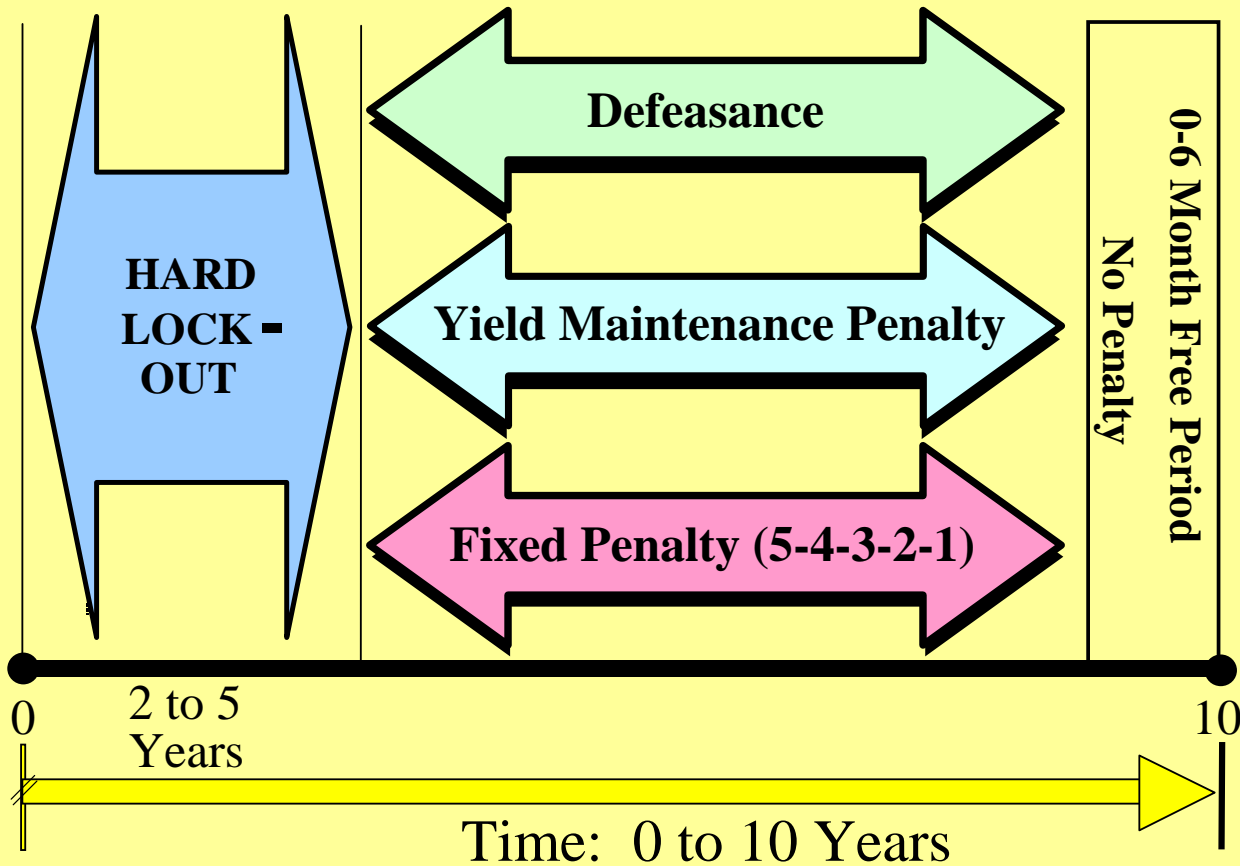 HARD
LOCK-
OUT
Defeasance
Yield Maintenance Penalty
Fixed Penalty (5-4-3-2-1)
0-6 Month Free Period
No Penalty
0
2 to 5
Years
10
Time: 0 to 10 Years